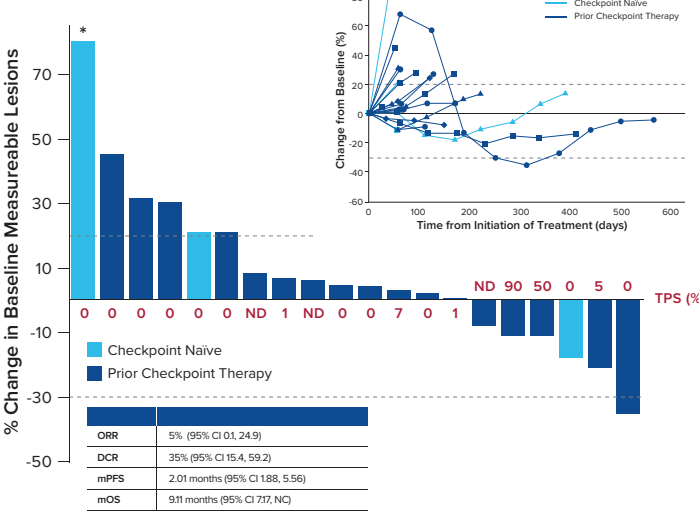 Checkpoint Naïve
Prior Checkpoint Therapy
Change from Baseline (%)
60
40
20
0
-20
-40
-60
0
100
200
300
400
500
600
Time from Initiation of Treatment (days)
% Change in Baseline Measureable Lesions
*
70
50
30
10
-10
-30
-50
ND 90 50 0 5 0
TPS (%
0 0 0 0 0 0 ND 1 ND 0 0 7 0 1
Checkpoint Naïve
Prior Checkpoint Therapy
ORR 5% (95% CI 0.1, 24.9)
DCR 35% (95% CI 15.4, 59.2)
mPFS 2.01 months (95% CI 1.88, 5.56)
mOS 9.11 months (95% CI 7.17, NC)